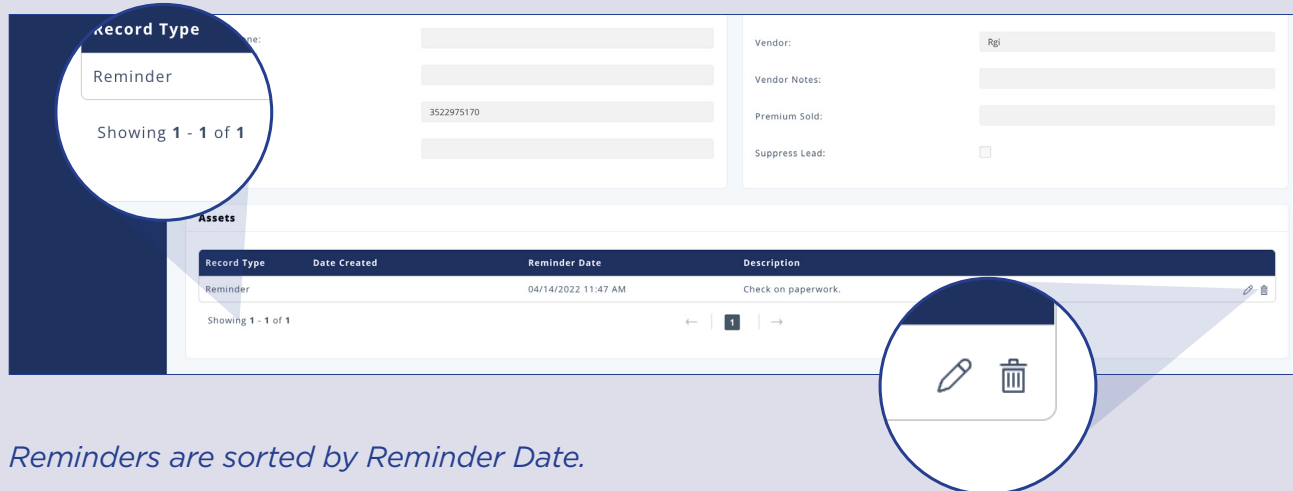 Record Type
Reminder
Showing 1 - 1 of 1
3522975170
Vendor:
Rgi
Vendor Notes:
Premium Sold:
Suppress Lead:
Assets
Record Type Date Created Reminder Date Description
Reminder 04/14/2022 11:47 AM Check on paperwork.
Showing 1 - 1 of 1
← 1 →
Reminders are sorted by Reminder Date.